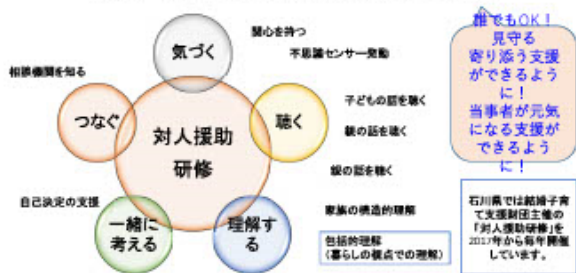 関心を持つ
不思議センサー発動
気づく
相談機関を知る
つなぐ
対人援助
研修
聴く
子どもの話を聴く
親の話を聴く
親の話を聴く
自己決定の支援
一緒に
考える
理解す
る
家族の構造的理解
包括的理解
(暮らしの視点での理解)
誰でもOK!
見守る
寄り添う支援
ができるよう
に!
当事者が元気
になる支援が
できるよう
に!
石川県では結婚子育
て支援財団主催の
「対人援助研修」を
2017年から毎年開催
しています。